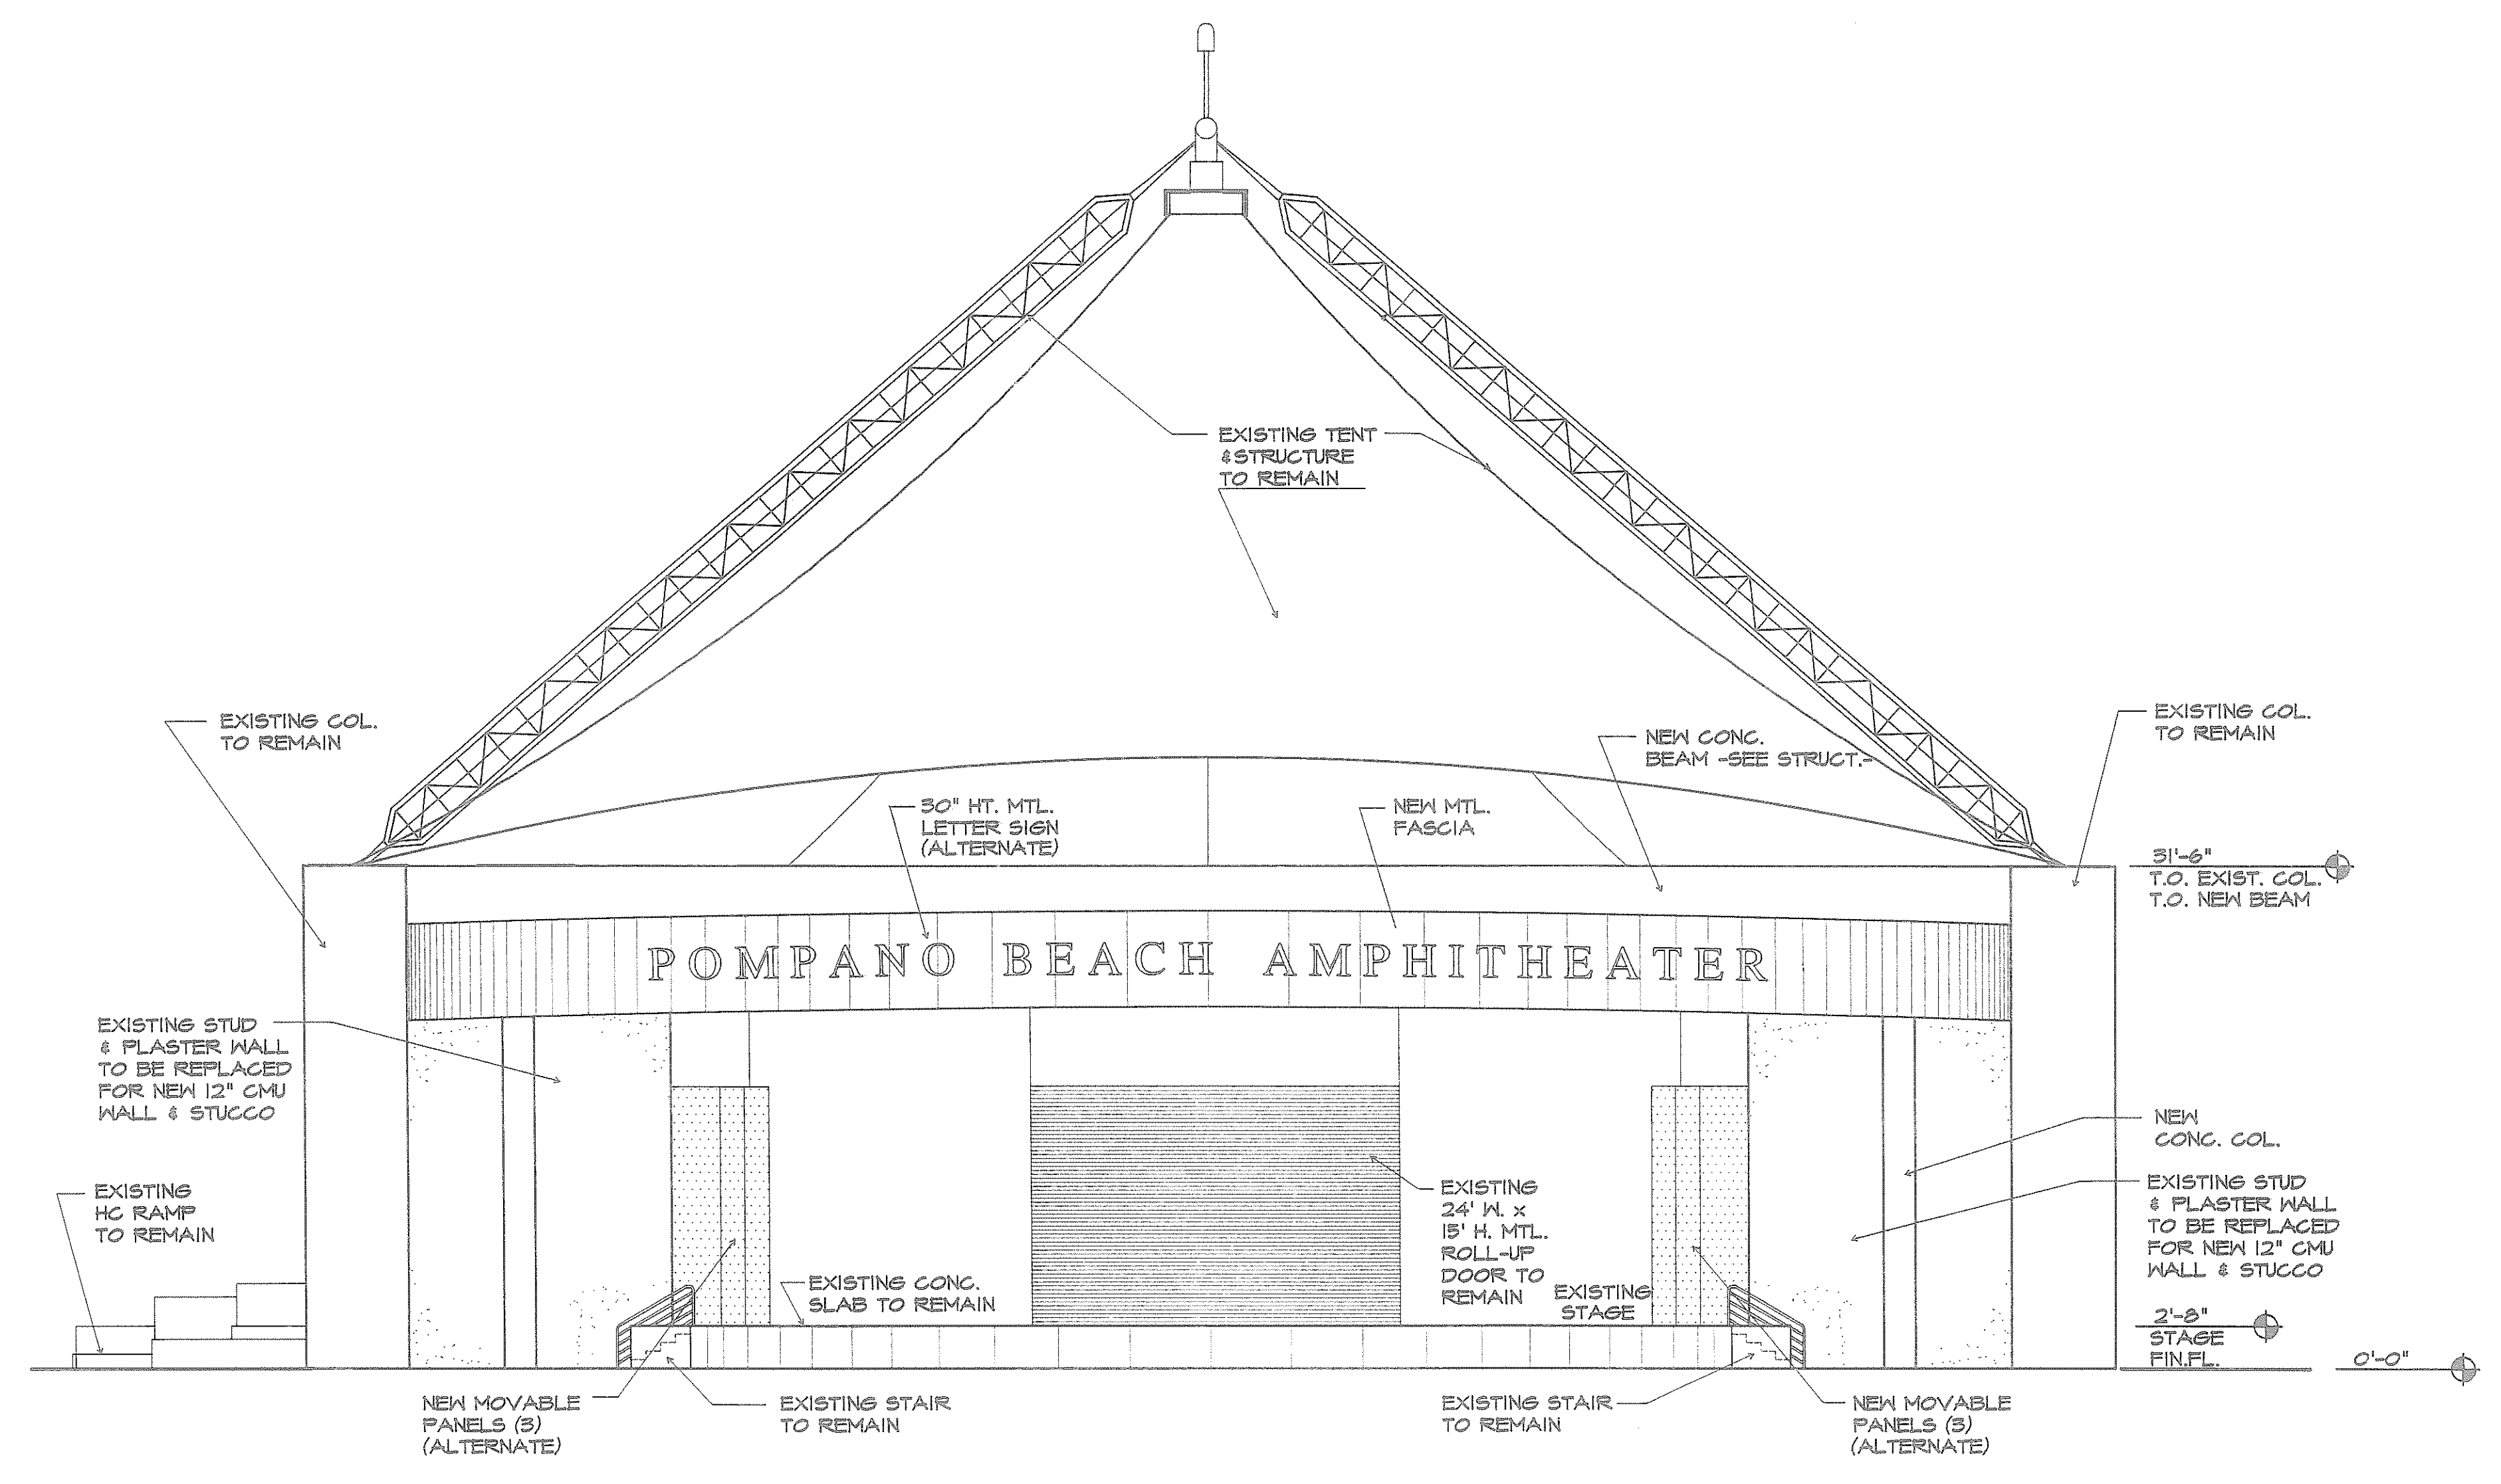 EXISTING TENT
& STRUCTURE
TO REMAIN
EXISTING COL.
TO REMAIN
EXISTING COL.
TO REMAIN
NEW CONC.
BEAM -SEE STRUCT.-
30" HT. MTL.
LETTER SIGN
(ALTERNATE)
NEW MTL.
FASCIA
31'-6"
T.O. EXIST. COL.
T.O. NEW BEAM
POMPANO BEACH AMPHITHEATER
EXISTING STUD
& PLASTER WALL
TO BE REPLACED
FOR NEW 12" CMU
WALL & STUCCO
NEW
CONC. COL.
EXISTING
HC RAMP
TO REMAIN
EXISTING
24' W. x
15' H. MTL.
ROLL-UP
DOOR TO
REMAIN
EXISTING STUD
& PLASTER WALL
TO BE REPLACED
FOR NEW 12" CMU
WALL & STUCCO
EXISTING CONC.
SLAB TO REMAIN
EXISTING
STAGE
2'-8"
STAGE
FIN.FL.
0'-0"
NEW MOVABLE
PANELS (3)
(ALTERNATE)
EXISTING STAIR
TO REMAIN
EXISTING STAIR
TO REMAIN
NEW MOVABLE
PANELS (3)
(ALTERNATE)